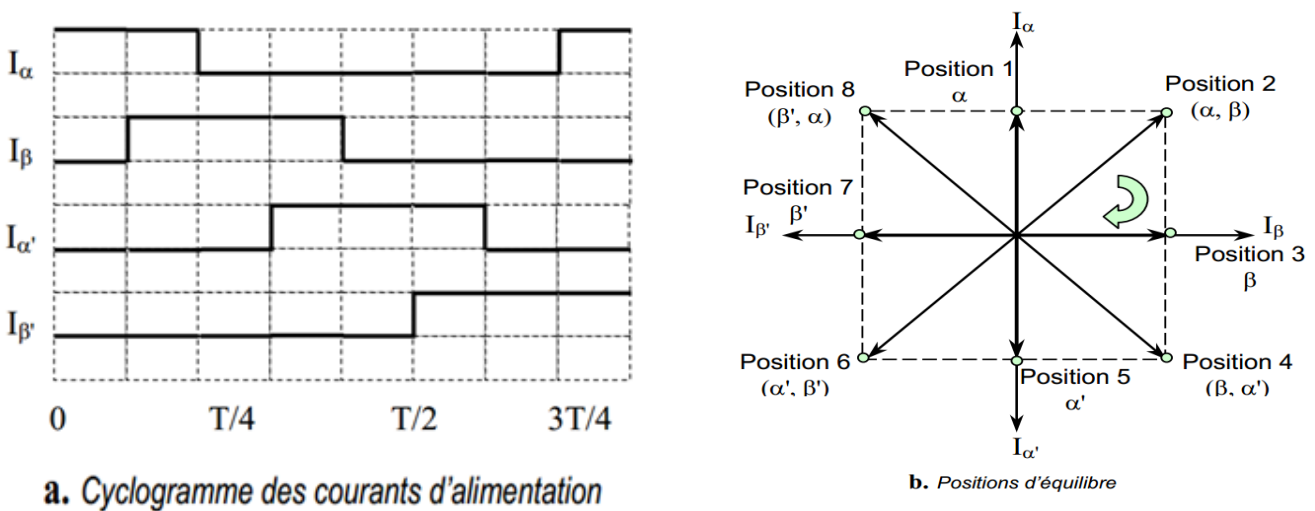 Iα
Iβ
Iα'
Iβ'
0 T/4 T/2 3T/4
a. Cyclogramme des courants d'alimentation
Iα
Position 1
α
Position 2
(α, β)
Position 8
(β', α)
Position 7
β'
Iβ'
Iβ
Position 3
β
Position 6
(α', β')
Position 5
α'
Position 4
(β, α')
Iα'
b. Positions d'équilibre